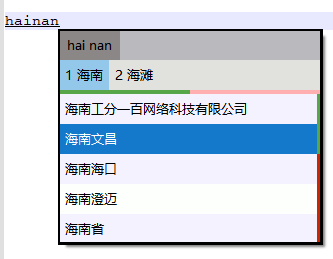 hainan
hai nan
1 海南 2 海滩
海南工分一百网络科技有限公司
海南文昌
海南海口
海南澄迈
海南省